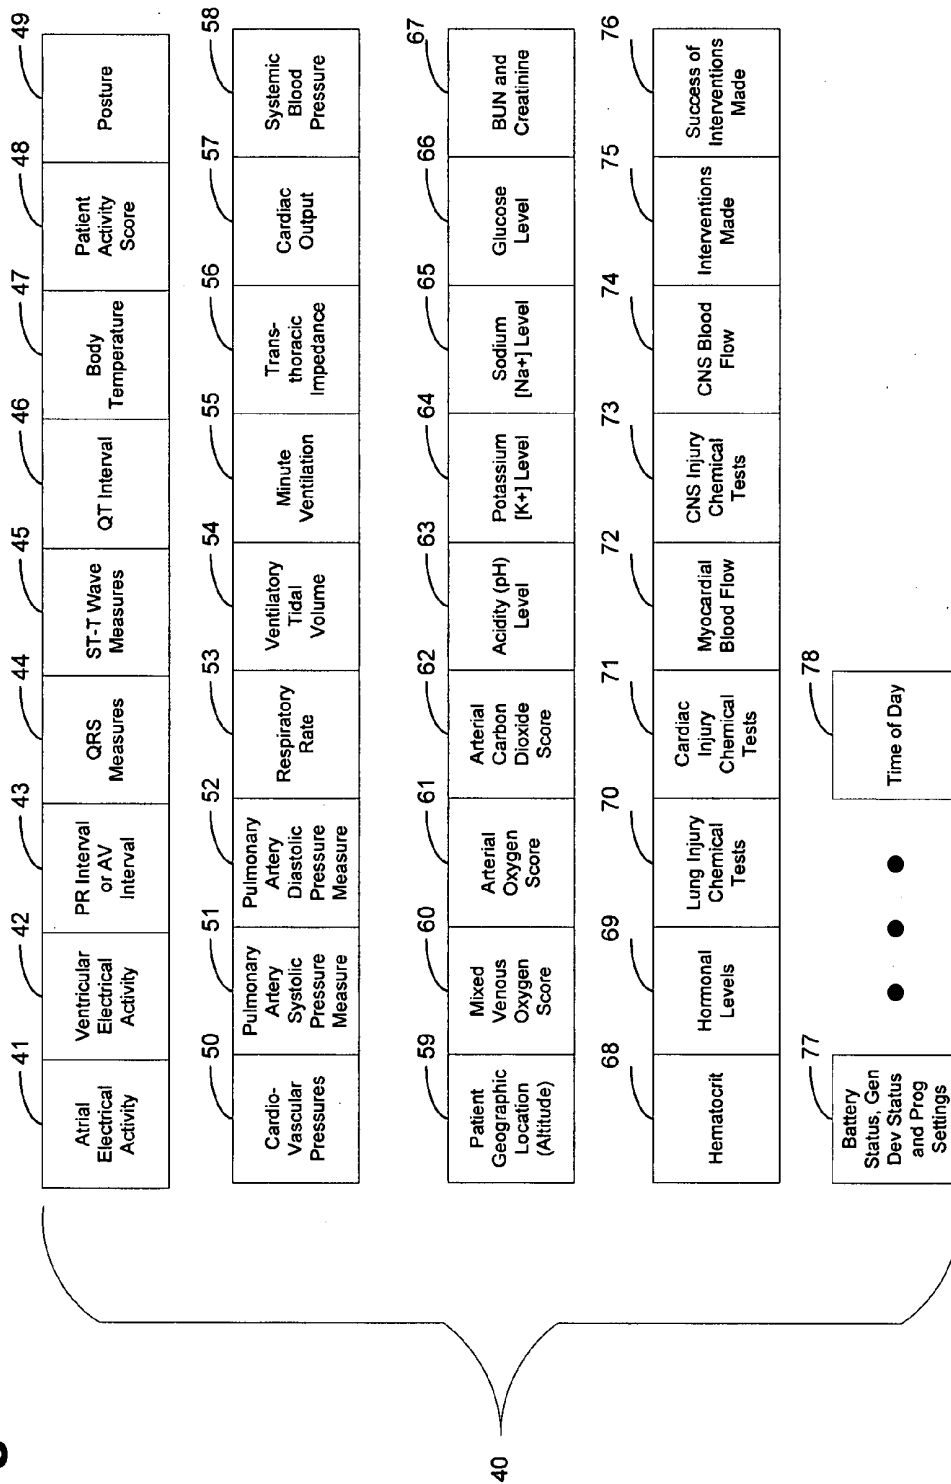 41
Atrial
Electrical
Activity
42
Ventricular
Electrical
Activity
43
PR Interval
or AV
Interval
44
QRS
Measures
45
ST-T Wave
Measures
46
QT Interval
47
Body
Temperature
48
Patient
Activity
Score
49
Posture
50
Cardio-
Vascular
Pressures
51
Pulmonary
Artery
Systolic
Pressure
Measure
52
Pulmonary
Artery
Diastolic
Pressure
Measure
53
Respiratory
Rate
54
Ventilatory
Tidal
Volume
55
Minute
Ventilation
56
Trans-
thoracic
Impedance
57
Cardiac
Output
58
Systemic
Blood
Pressure
40
59
Patient
Geographic
Location
(Altitude)
60
Mixed
Venous
Oxygen
Score
61
Arterial
Oxygen
Score
62
Arterial
Carbon
Dioxide
Score
63
Acidity (pH)
Level
64
Potassium
[K+] Level
65
Sodium
[Na+] Level
66
Glucose
Level
67
BUN and
Creatinine
68
Hematocrit
69
Hormonal
Levels
70
Lung Injury
Chemical
Tests
71
Cardiac
Injury
Chemical
Tests
72
Myocardial
Blood Flow
73
CNS Injury
Chemical
Tests
74
CNS Blood
Flow
75
Interventions
Made
76
Success of
Interventions
Made
77
Battery
Status, Gen
Dev Status
and Prog
Settings
78
Time of Day